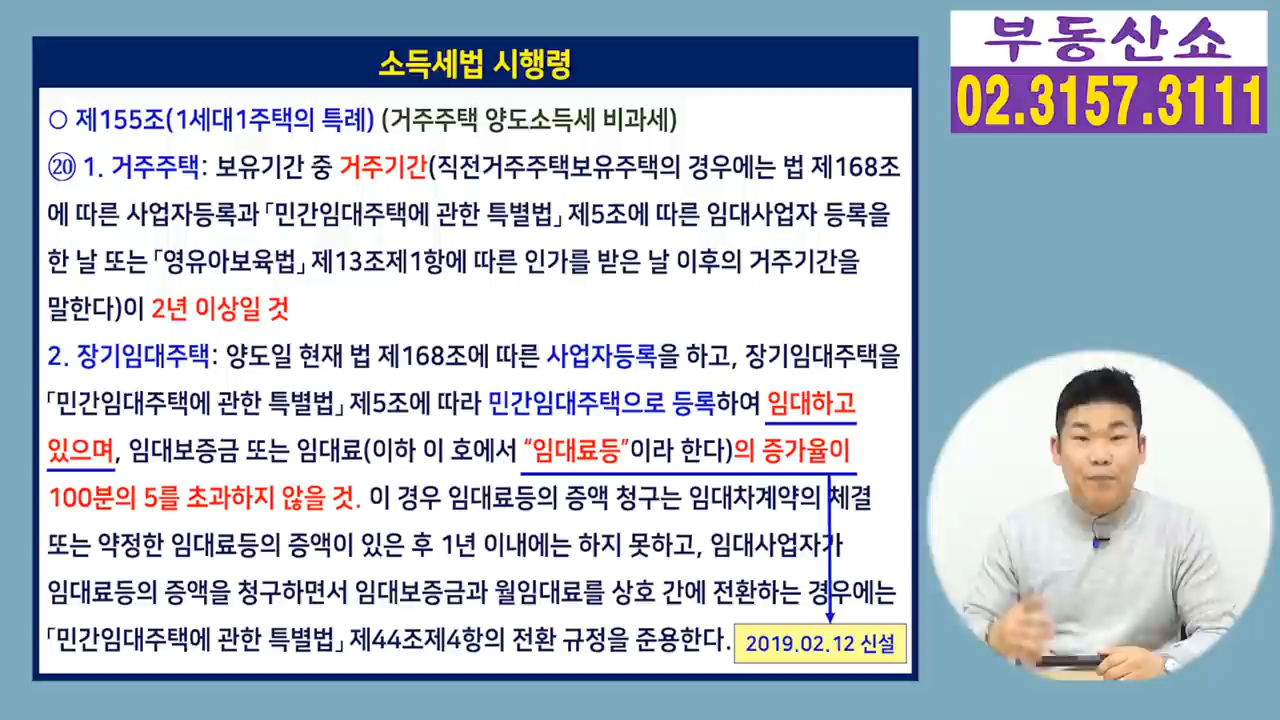 부동산쇼
02.3157.3111
소득세법 시행령
○ 제155조(1세대1주택의 특례) (거주주택 양도소득세 비과세)
⑳ 1. 거주주택: 보유기간 중 거주기간(직전거주주택보유주택의 경우에는 법 제168조
에 따른 사업자등록과 「민간임대주택에 관한 특별법」 제5조에 따른 임대사업자 등록을
한 날 또는 「영유아보육법」 제13조제1항에 따른 인가를 받은 날 이후의 거주기간을
말한다)이 2년 이상일 것
2. 장기임대주택: 양도일 현재 법 제168조에 따른 사업자등록을 하고, 장기임대주택을
「민간임대주택에 관한 특별법」 제5조에 따라 민간임대주택으로 등록하여 임대하고
있으며, 임대보증금 또는 임대료(이하 이 호에서 “임대료등”이라 한다)의 증가율이
100분의 5를 초과하지 않을 것. 이 경우 임대료등의 증액 청구는 임대차계약의 체결
또는 약정한 임대료등의 증액이 있은 후 1년 이내에는 하지 못하고, 임대사업자가
임대료등의 증액을 청구하면서 임대보증금과 월임대료를 상호 간에 전환하는 경우에는
「민간임대주택에 관한 특별법」 제44조제4항의 전환 규정을 준용한다.
2019.02.12 신설